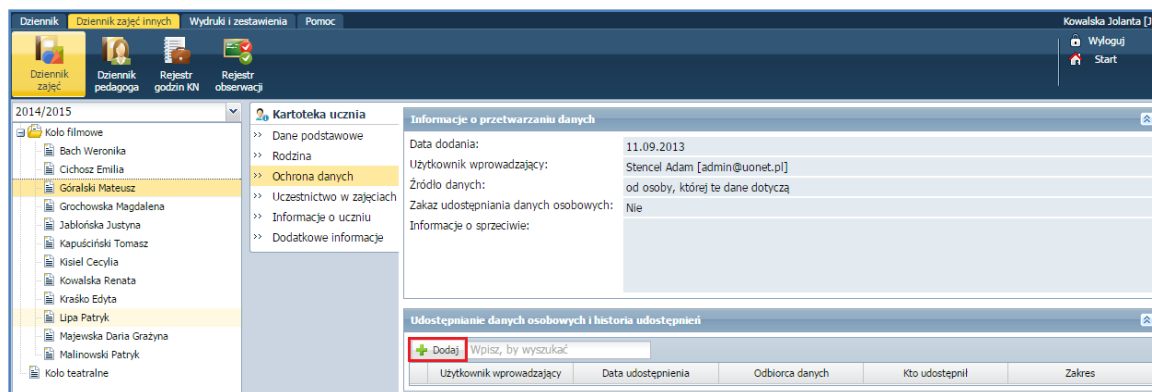 Dziennik Dziennik zajęć innych Wydruki i zestawienia Pomoc Kowalska Jolanta [J
Wyloguj
Start
Dziennik zajęć
Dziennik pedagoga
Rejestr godzin KN
Rejestr obserwacji
2014/2015
Koło filmowe
Bach Weronika
Cichosz Emilia
Góralski Mateusz
Grochowska Magdalena
Jabłońska Justyna
Kapuściński Tomasz
Kisiel Cecylia
Kowalska Renata
Kraśko Edyta
Lipa Patryk
Majewska Daria Grażyna
Malinowski Patryk
Koło teatralne
Kartoteka ucznia
Dane podstawowe
Rodzina
Ochrona danych
Uczestnictwo w zajęciach
Informacje o uczniu
Dodatkowe informacje
Informacje o przetwarzaniu danych
Data dodania: 11.09.2013
Użytkownik wprowadzający: Stencel Adam [admin@uonet.pl]
Źródło danych: od osoby, której te dane dotyczą
Zakaz udostępniania danych osobowych: Nie
Informacje o sprzeciwie:
Udostępnianie danych osobowych i historia udostępnień
Dodaj Wpisz, by wyszukać
Użytkownik wprowadzający Data udostępnienia Odbiorca danych Kto udostępnił Zakres